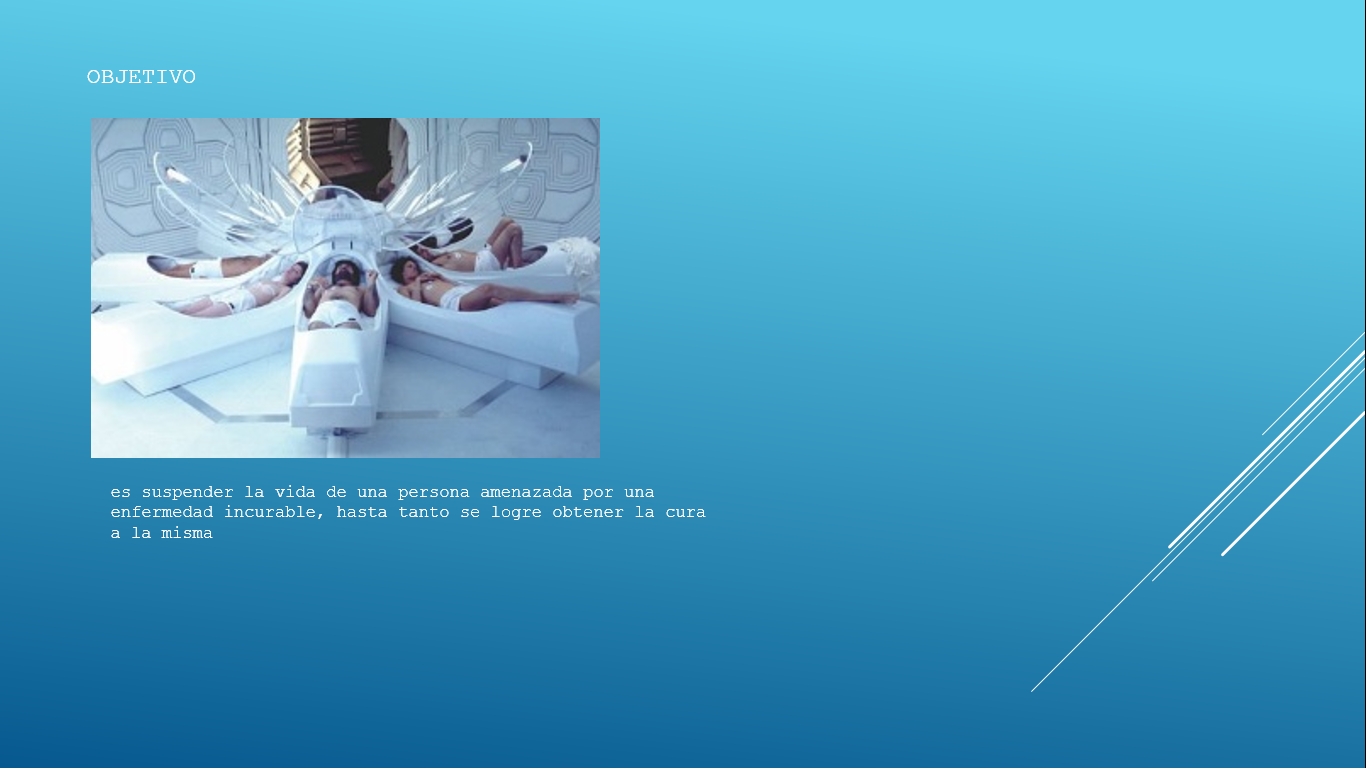 OBJETIVO
es suspender la vida de una persona amenazada por una
enfermedad incurable, hasta tanto se logre obtener la cura
a la misma